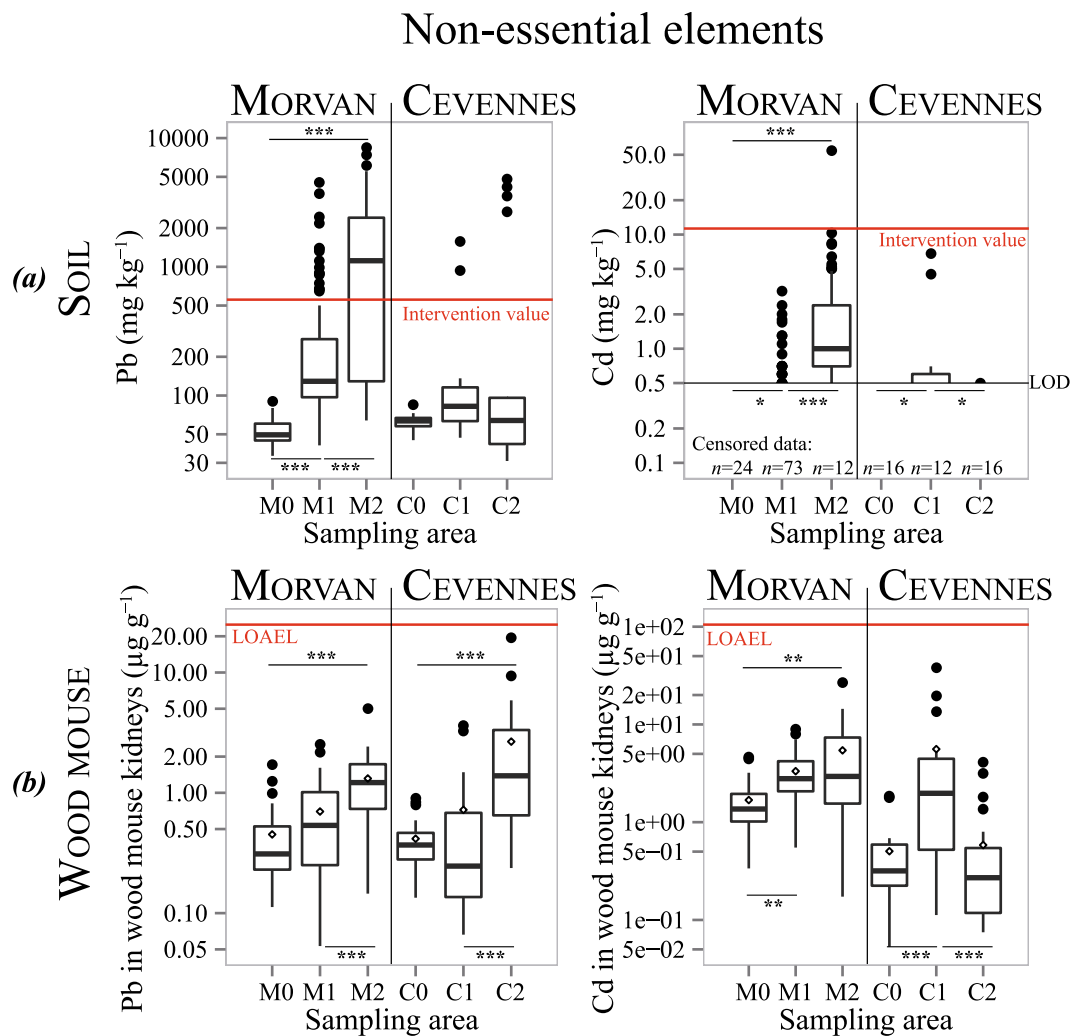 Non-essential elements
(a) SOIL
MORVAN CEVENNES
Pb (mg kg⁻¹)
10000
5000
2000
1000
500
200
100
50
30
***
Intervention value
*** ***
M0 M1 M2 C0 C1 C2
Sampling area
MORVAN CEVENNES
Cd (mg kg⁻¹)
50.0
10.0
5.0
2.0
1.0
0.5
0.2
0.1
***
Intervention value
LOD
* *** * *
Censored data:
n=24 n=73 n=12 n=16 n=12 n=16
M0 M1 M2 C0 C1 C2
Sampling area
(b) WOOD MOUSE
MORVAN CEVENNES
Pb in wood mouse kidneys (µg g⁻¹)
20.00
10.00
5.00
2.00
1.00
0.50
0.10
0.05
LOAEL
*** ***
*** ***
M0 M1 M2 C0 C1 C2
Sampling area
MORVAN CEVENNES
Cd in wood mouse kidneys (µg g⁻¹)
1e+02
5e+01
2e+01
1e+01
5e+00
1e+00
5e−01
1e−01
5e−02
LOAEL
**
**
*** ***
M0 M1 M2 C0 C1 C2
Sampling area